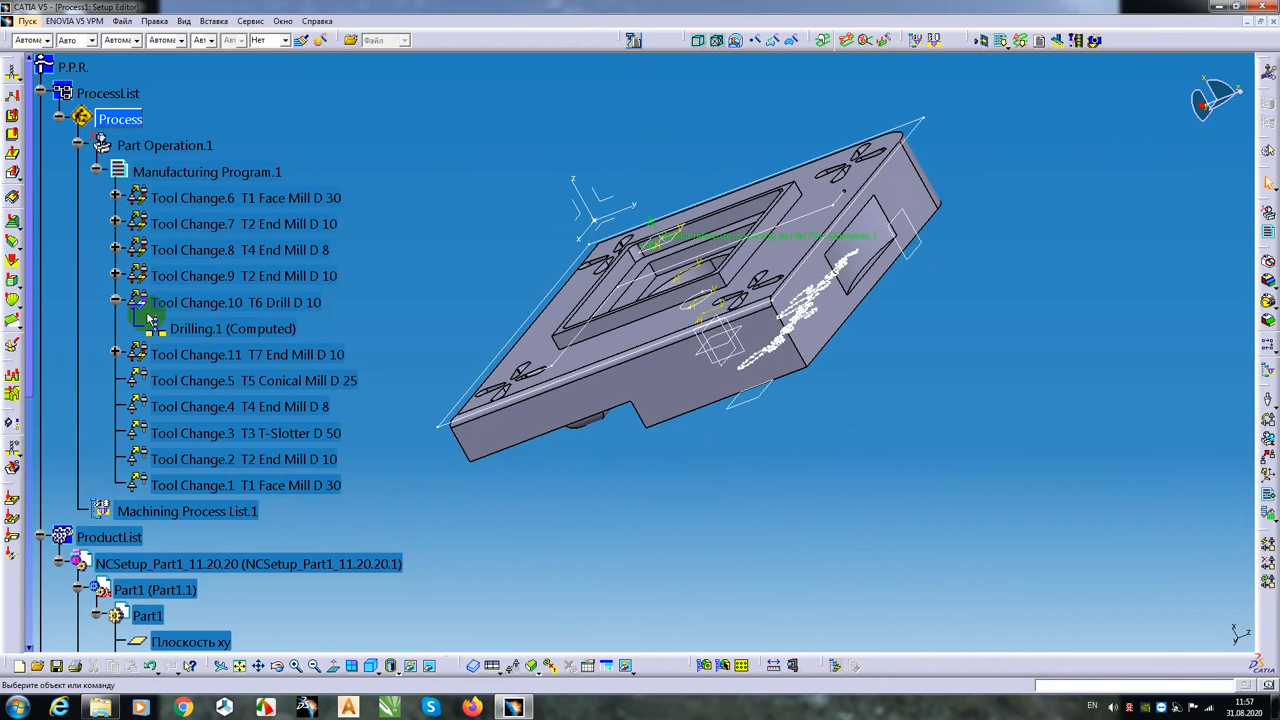 CATIA V5 - [Process1: Setup Editor]
Пуск ENOVIA V5 VPM Файл Правка Вид Вставка Сервис Окно Справка
Автома Авто Автома Автома Авт Авт Нет Файл
P.P.R.
ProcessList
Process
Part Operation.1
Manufacturing Program.1
Tool Change.6 T1 Face Mill D 30
Tool Change.7 T2 End Mill D 10
Tool Change.8 T4 End Mill D 8
Tool Change.9 T2 End Mill D 10
Tool Change.10 T6 Drill D 10
Drilling.1 (Computed)
Tool Change.11 T7 End Mill D 10
Tool Change.5 T5 Conical Mill D 25
Tool Change.4 T4 End Mill D 8
Tool Change.3 T3 T-Slotter D 50
Tool Change.2 T2 End Mill D 10
Tool Change.1 T1 Face Mill D 30
Machining Process List.1
ProductList
NCSetup_Part1_11.20.20 (NCSetup_Part1_11.20.20.1)
Part1 (Part1.1)
Part1
Плоскость xy
Выберите объект или команду
EN
11:57
31.08.2020